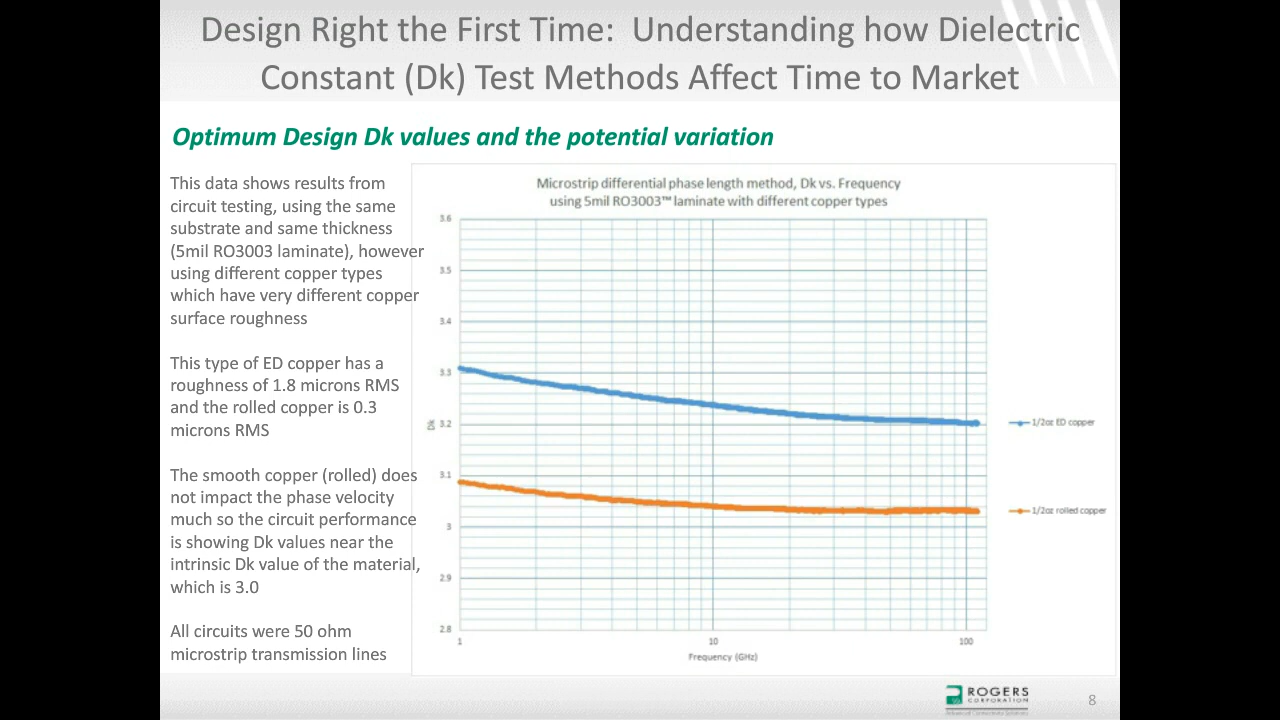 Design Right the First Time:  Understanding how Dielectric
Constant (Dk) Test Methods Affect Time to Market
Optimum Design Dk values and the potential variation
This data shows results from
circuit testing, using the same
substrate and same thickness
(5mil RO3003 laminate), however
using different copper types
which have very different copper
surface roughness
This type of ED copper has a
roughness of 1.8 microns RMS
and the rolled copper is 0.3
microns RMS
The smooth copper (rolled) does
not impact the phase velocity
much so the circuit performance
is showing Dk values near the
intrinsic Dk value of the material,
which is 3.0
All circuits were 50 ohm
microstrip transmission lines
Microstrip differential phase length method, Dk vs. Frequency
using 5mil RO3003™ laminate with different copper types
3.6
3.5
3.4
3.3
3.2
3.1
3
2.9
2.8
Dk
1
10
100
Frequency (GHz)
1/2oz ED copper
1/2oz rolled copper
ROGERS
CORPORATION
Advanced Connectivity Solutions
8